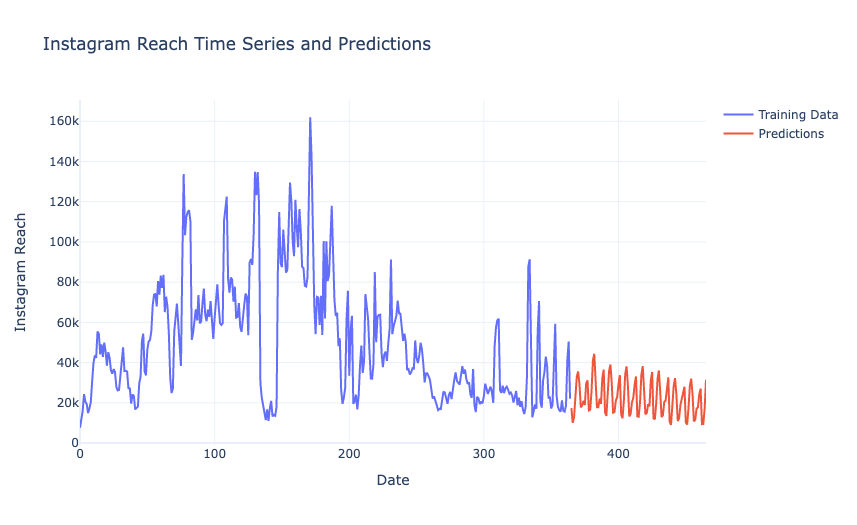 Instagram Reach Time Series and Predictions
Training Data
Predictions
160k
140k
120k
100k
80k
60k
40k
20k
0
Instagram Reach
0
100
200
300
400
Date